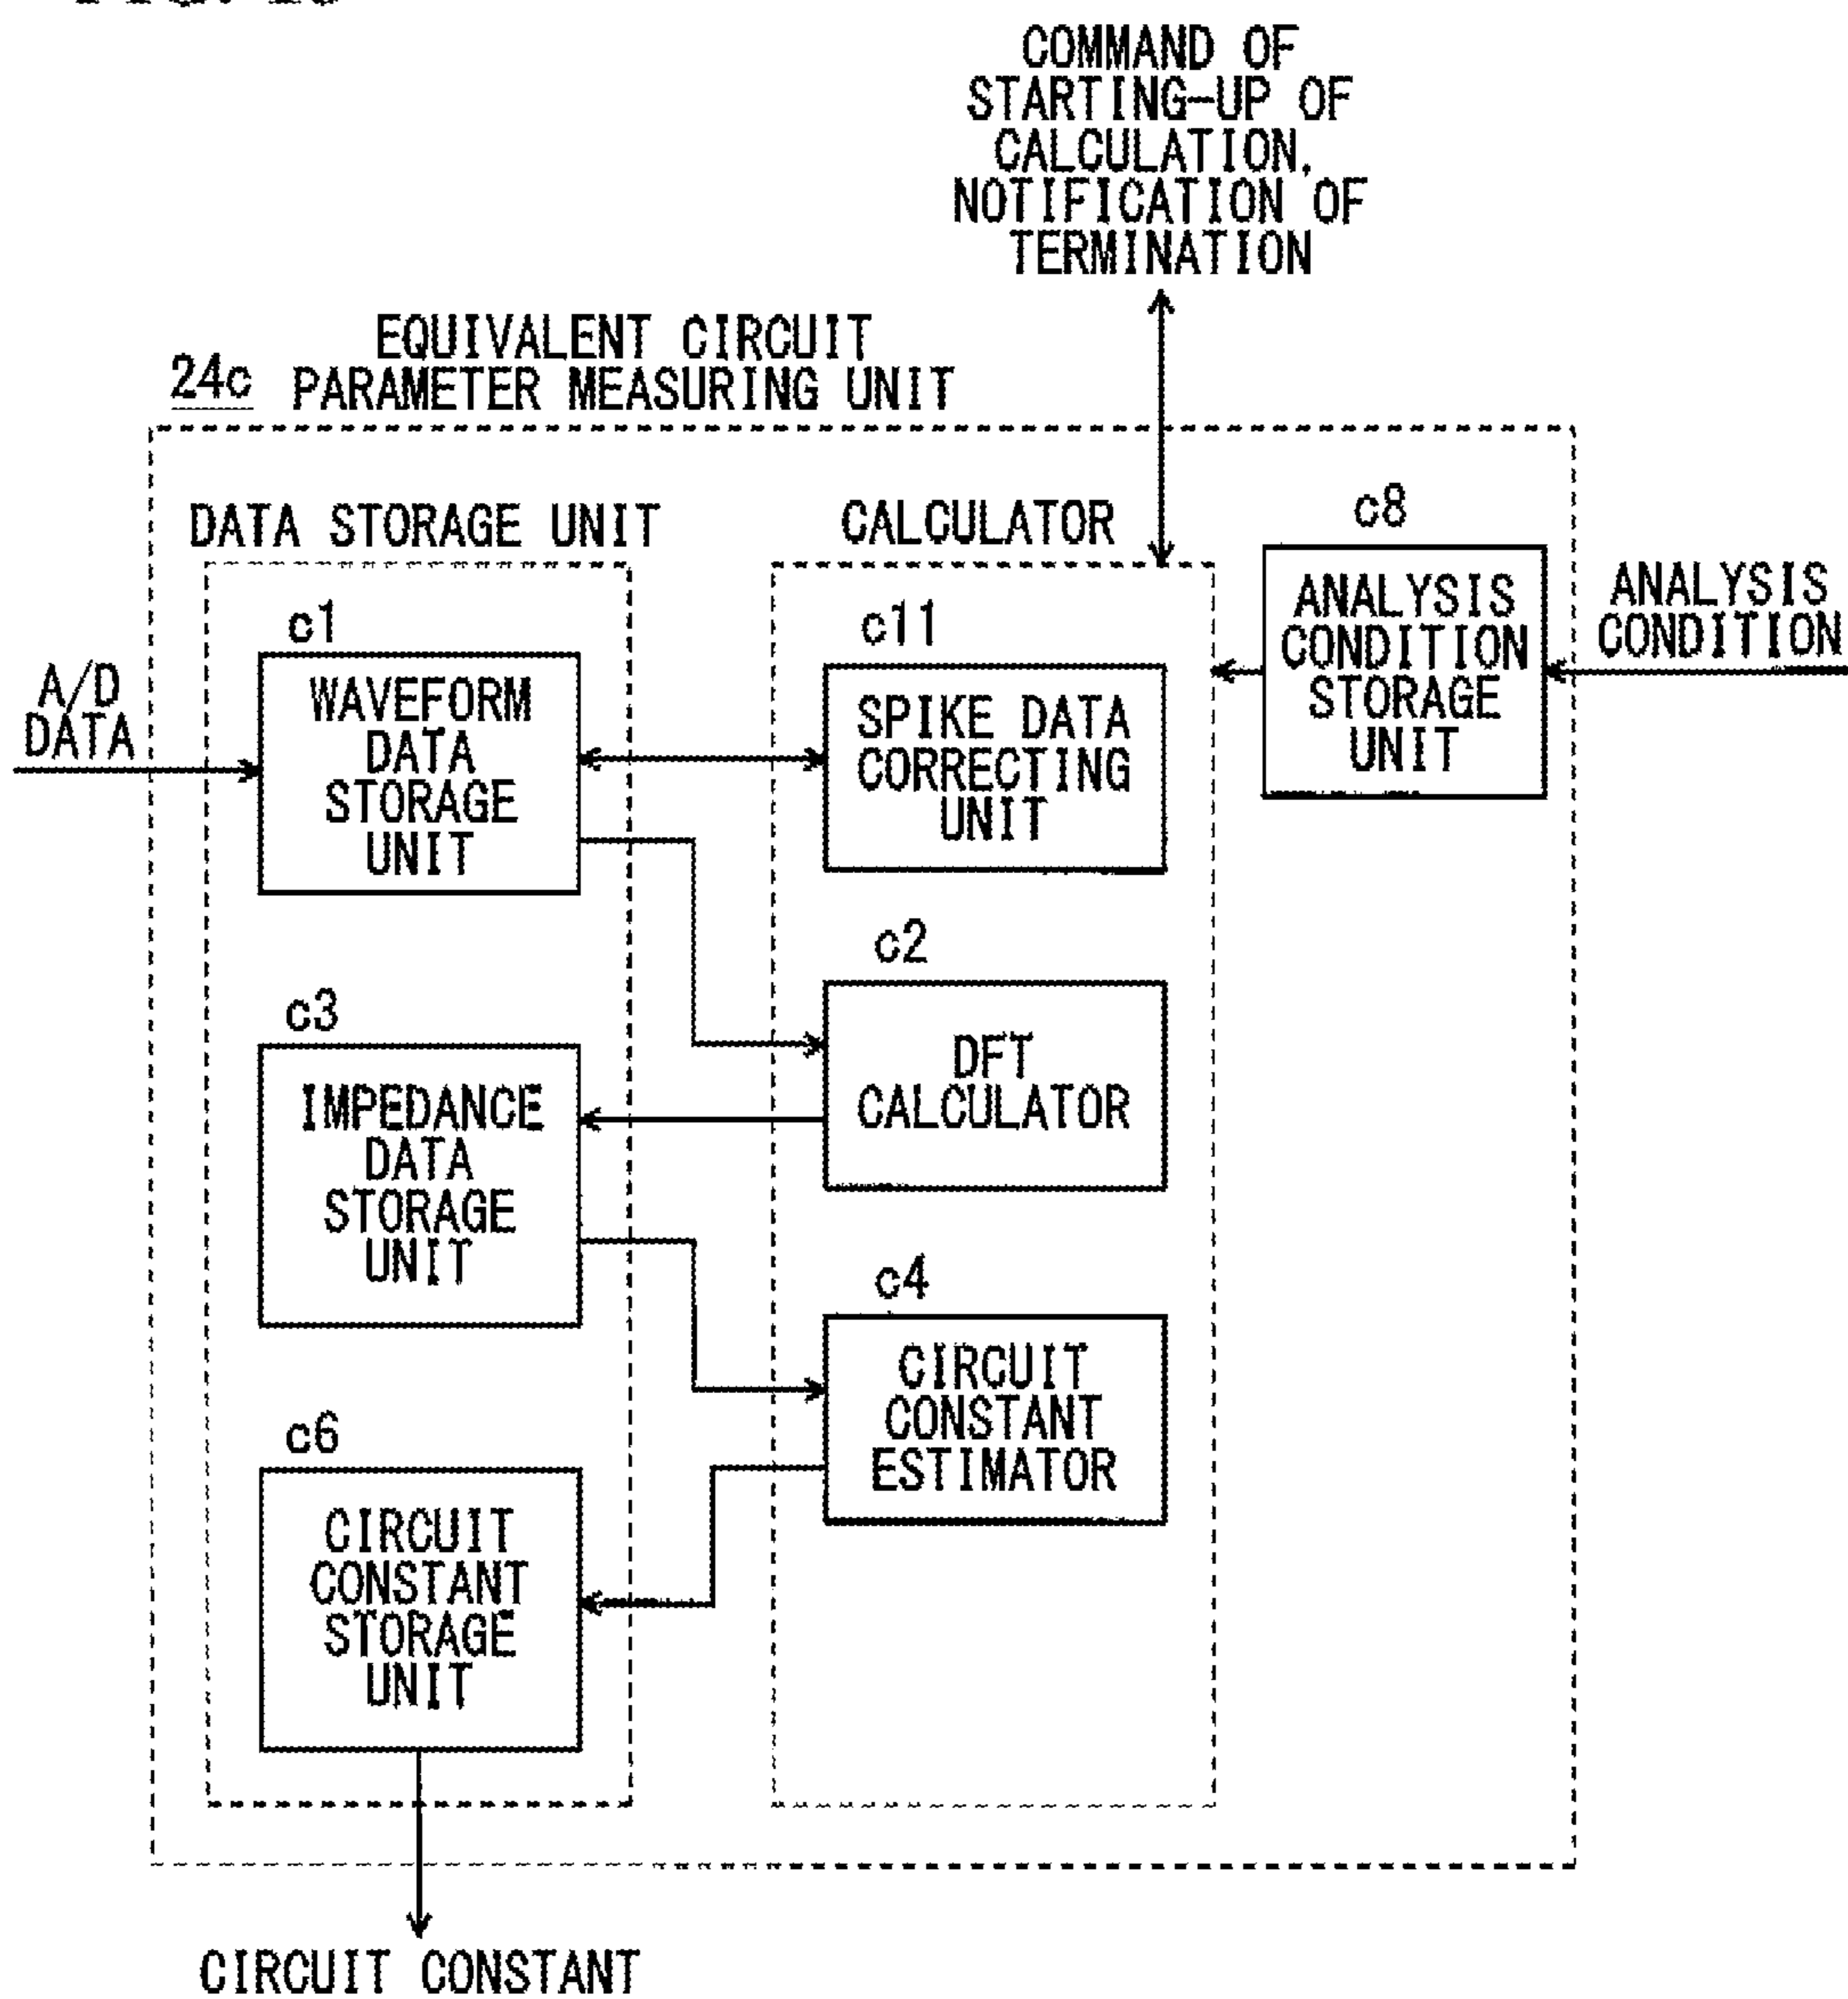 COMMAND OF
STARTING-UP OF
CALCULATION,
NOTIFICATION OF
TERMINATION
EQUIVALENT CIRCUIT
24c PARAMETER MEASURING UNIT
DATA STORAGE UNIT
CALCULATOR
c8
ANALYSIS
CONDITION
STORAGE
UNIT
ANALYSIS
CONDITION
A/D
DATA
c1
WAVEFORM
DATA
STORAGE
UNIT
c11
SPIKE DATA
CORRECTING
UNIT
c2
DFT
CALCULATOR
c3
IMPEDANCE
DATA
STORAGE
UNIT
c4
CIRCUIT
CONSTANT
ESTIMATOR
c6
CIRCUIT
CONSTANT
STORAGE
UNIT
CIRCUIT CONSTANT